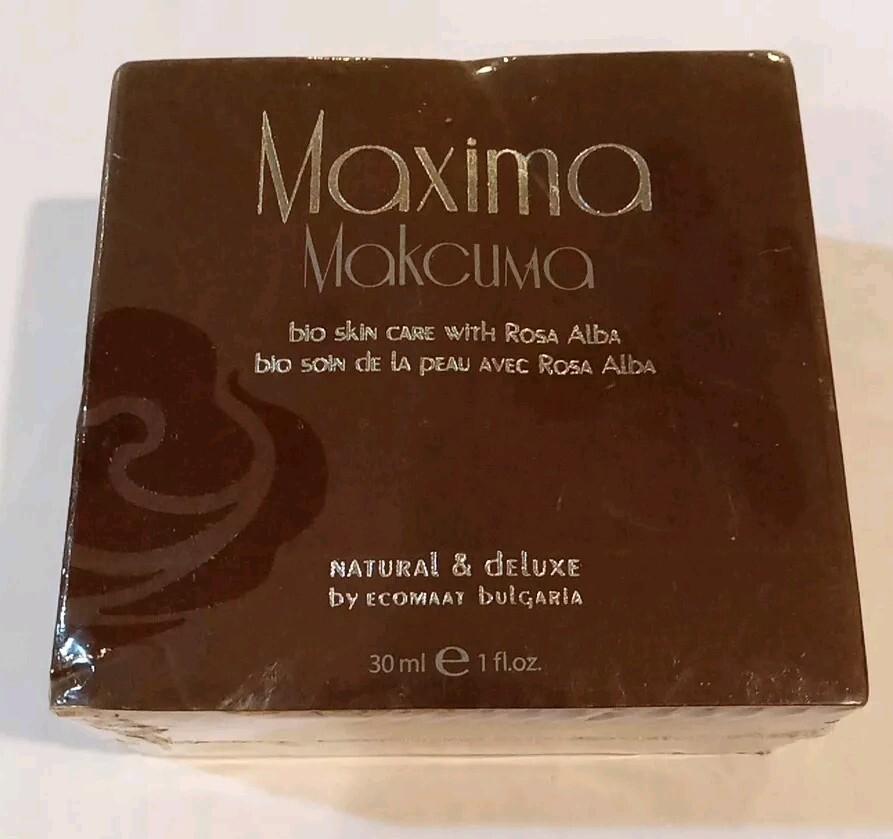 Maxima
Максима
bio skin care with Rosa Alba
bio soin de la peau avec Rosa Alba
NATURAL & deluxe
by ECOMAAT bulgaria
30 ml ℮ 1 fl.oz.